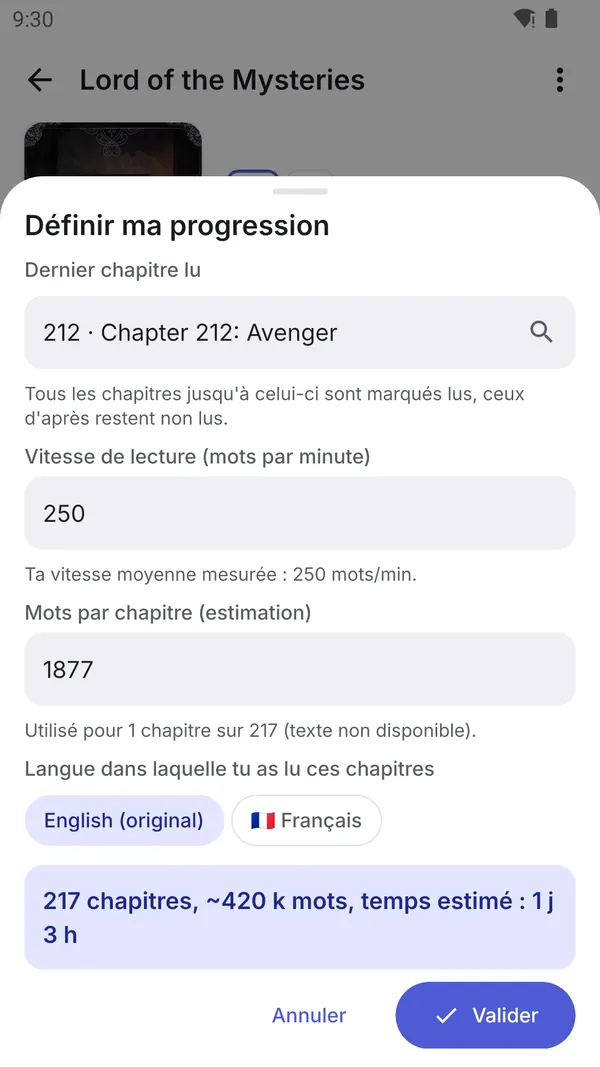 9:30
Lord of the Mysteries
Définir ma progression
Dernier chapitre lu
212 · Chapter 212: Avenger
Tous les chapitres jusqu'à celui-ci sont marqués lus, ceux
d'après restent non lus.
Vitesse de lecture (mots par minute)
250
Ta vitesse moyenne mesurée : 250 mots/min.
Mots par chapitre (estimation)
1877
Utilisé pour 1 chapitre sur 217 (texte non disponible).
Langue dans laquelle tu as lu ces chapitres
English (original)
🇫🇷 Français
217 chapitres, ~420 k mots, temps estimé : 1 j
3 h
Annuler
Valider